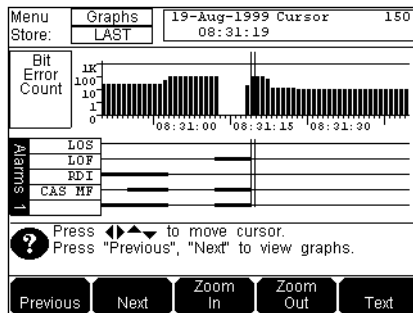 Menu Graphs 19-Aug-1999 Cursor 150
Store: LAST 08:31:19
Bit
Error
Count
1K
100
10
1
0
08:31:00 08:31:15 08:31:30
Alarms 1
LOS
LOF
RDI
CAS MF
? Press to move cursor.
Press "Previous", "Next" to view graphs.
Previous Next Zoom In Zoom Out Text